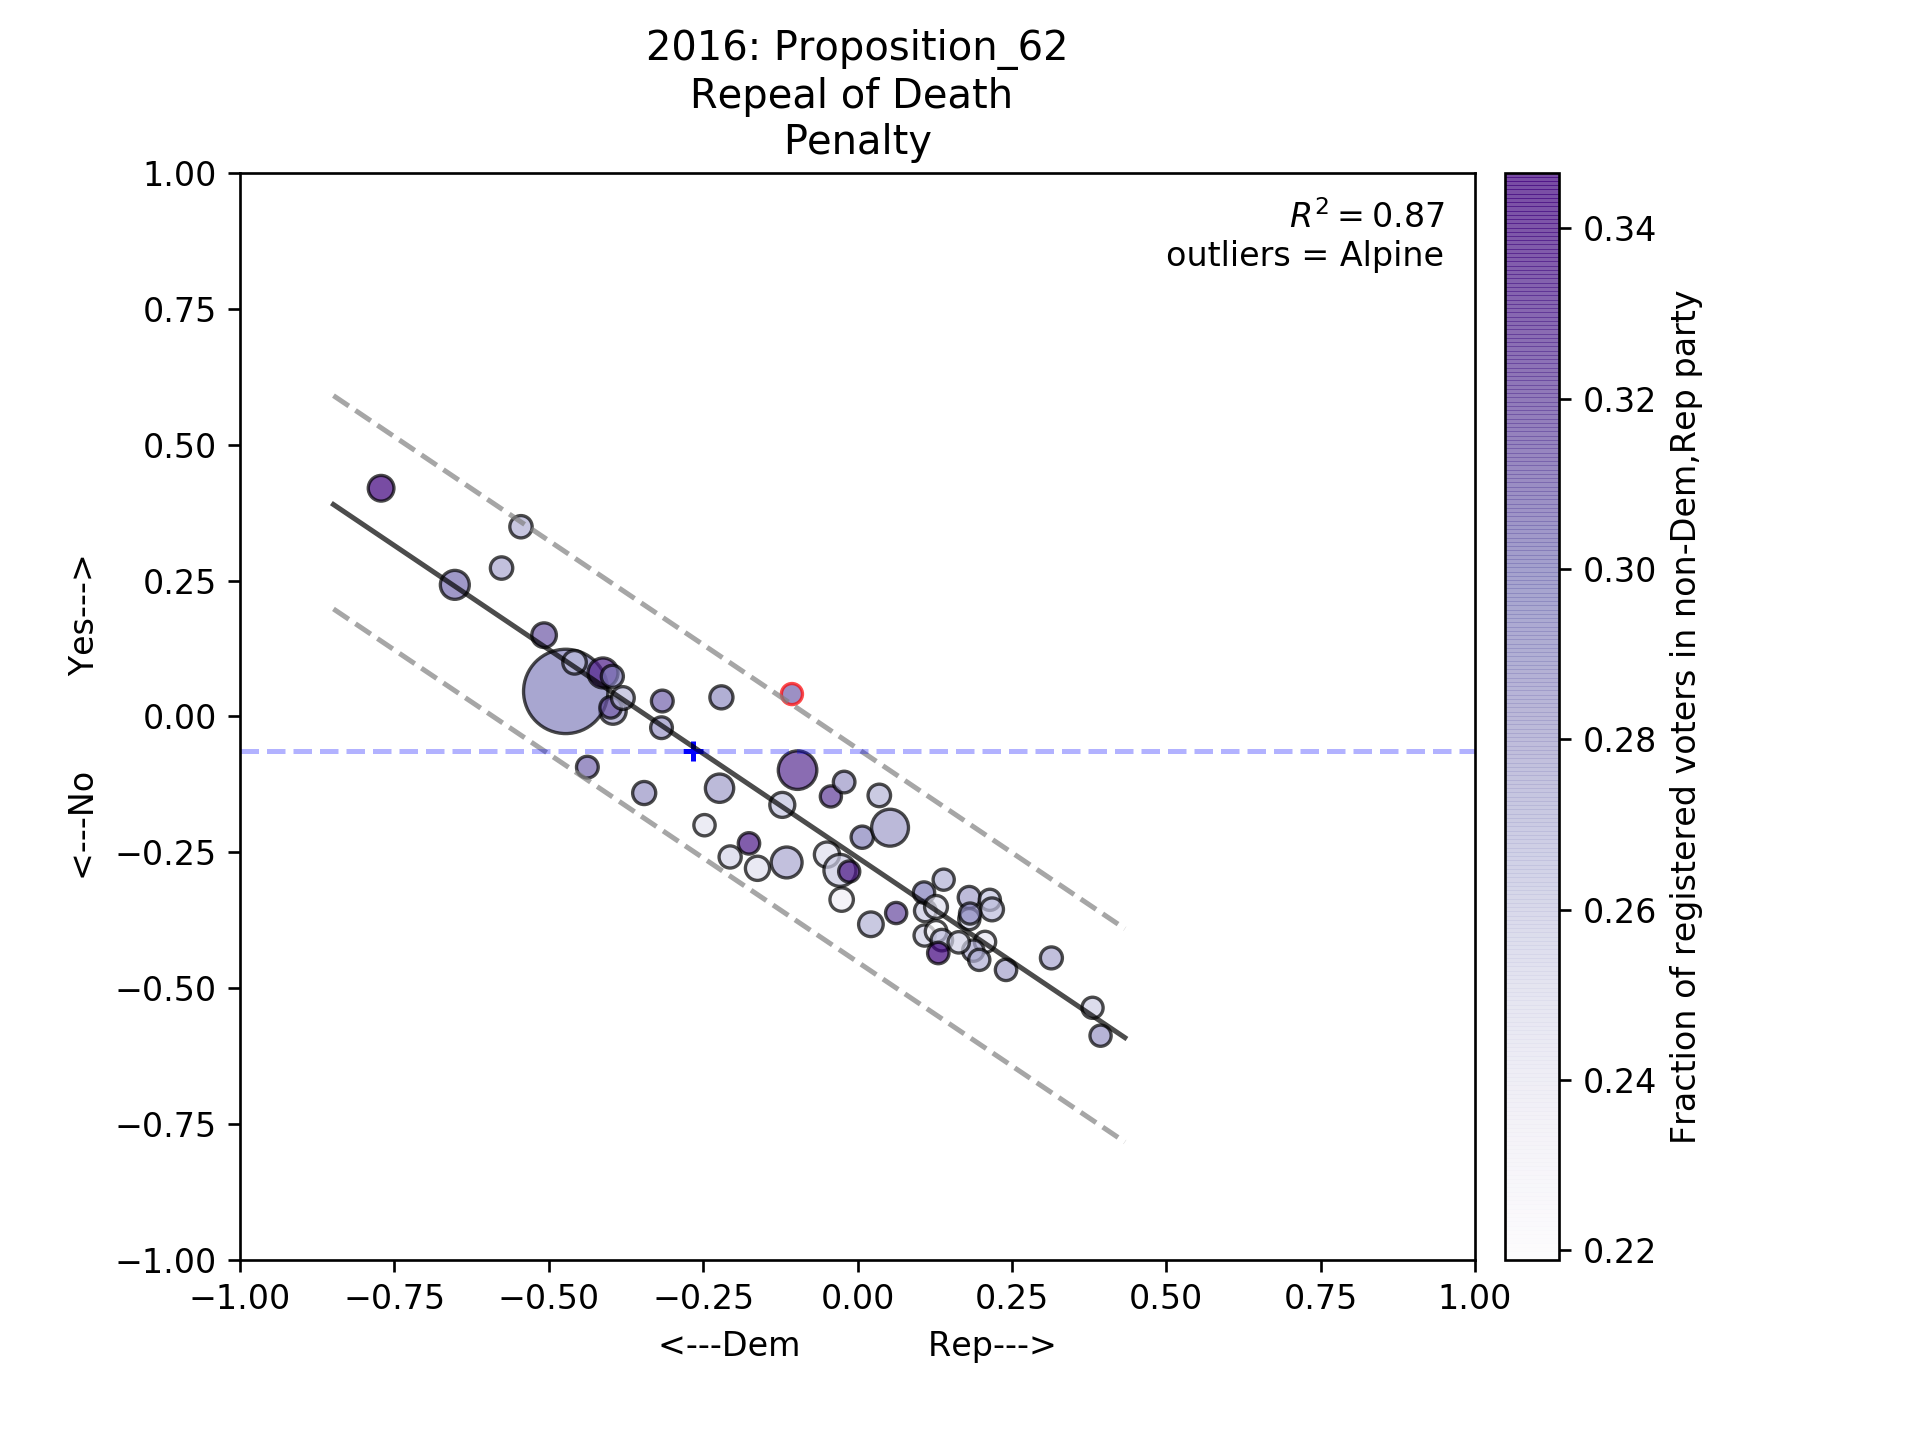 2016: Proposition_62
Repeal of Death
Penalty
R² = 0.87
outliers = Alpine
1.00
0.75
0.50
0.25
0.00
−0.25
−0.50
−0.75
−1.00
<---No Yes--->
−1.00 −0.75 −0.50 −0.25 0.00 0.25 0.50 0.75 1.00
<---Dem Rep--->
0.34
0.32
0.30
0.28
0.26
0.24
0.22
Fraction of registered voters in non-Dem,Rep party